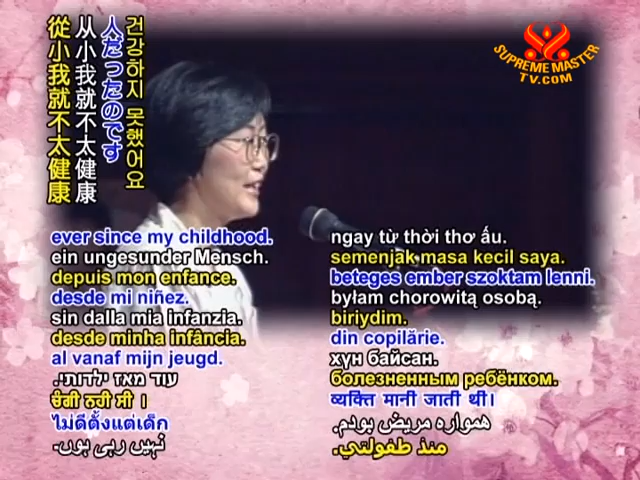 從小我就不太健康
从小我就不太健康
人だったのです
건강하지 못했어요
SUPREME MASTER
TV.COM
ever since my childhood.
ein ungesunder Mensch.
depuis mon enfance.
desde mi niñez.
sin dalla mia infanzia.
desde minha infância.
al vanaf mijn jeugd.
עוד מאז ילדותי.
ਚੰਗੀ ਨਹੀ ਸੀ ।
ไม่ดีตั้งแต่เด็ก
نہیں رہی ہوں۔
ngay từ thời thơ ấu.
semenjak masa kecil saya.
beteges ember szoktam lenni.
byłam chorowitą osobą.
biriydim.
din copilărie.
хүн байсан.
болезненным ребёнком.
व्यक्ति मानी जाती थी।
همواره مریض بودم.
منذ طفولتي.